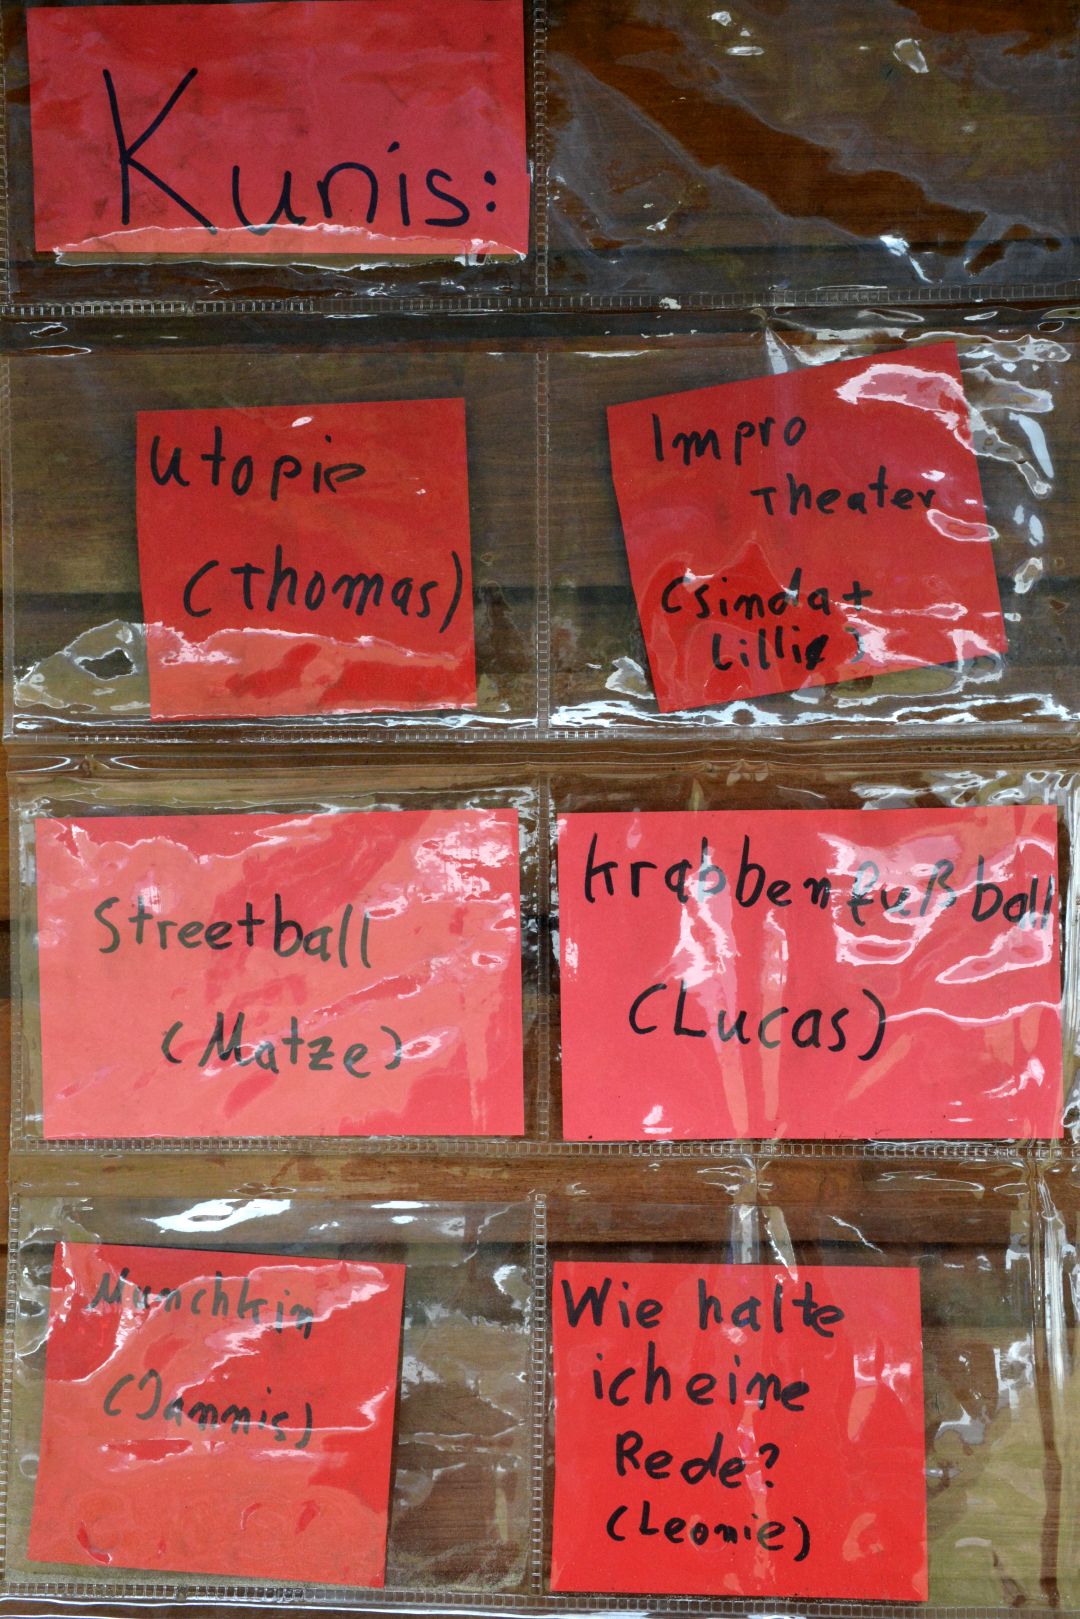 Kunis:
Utopie
(Thomas)
Impro
Theater
(Sinda +
Lillie)
Streetball
(Matze)
Krabbenfußball
(Lucas)
Munchkin
(Jannis)
Wie halte
ich eine
Rede?
(Leonie)